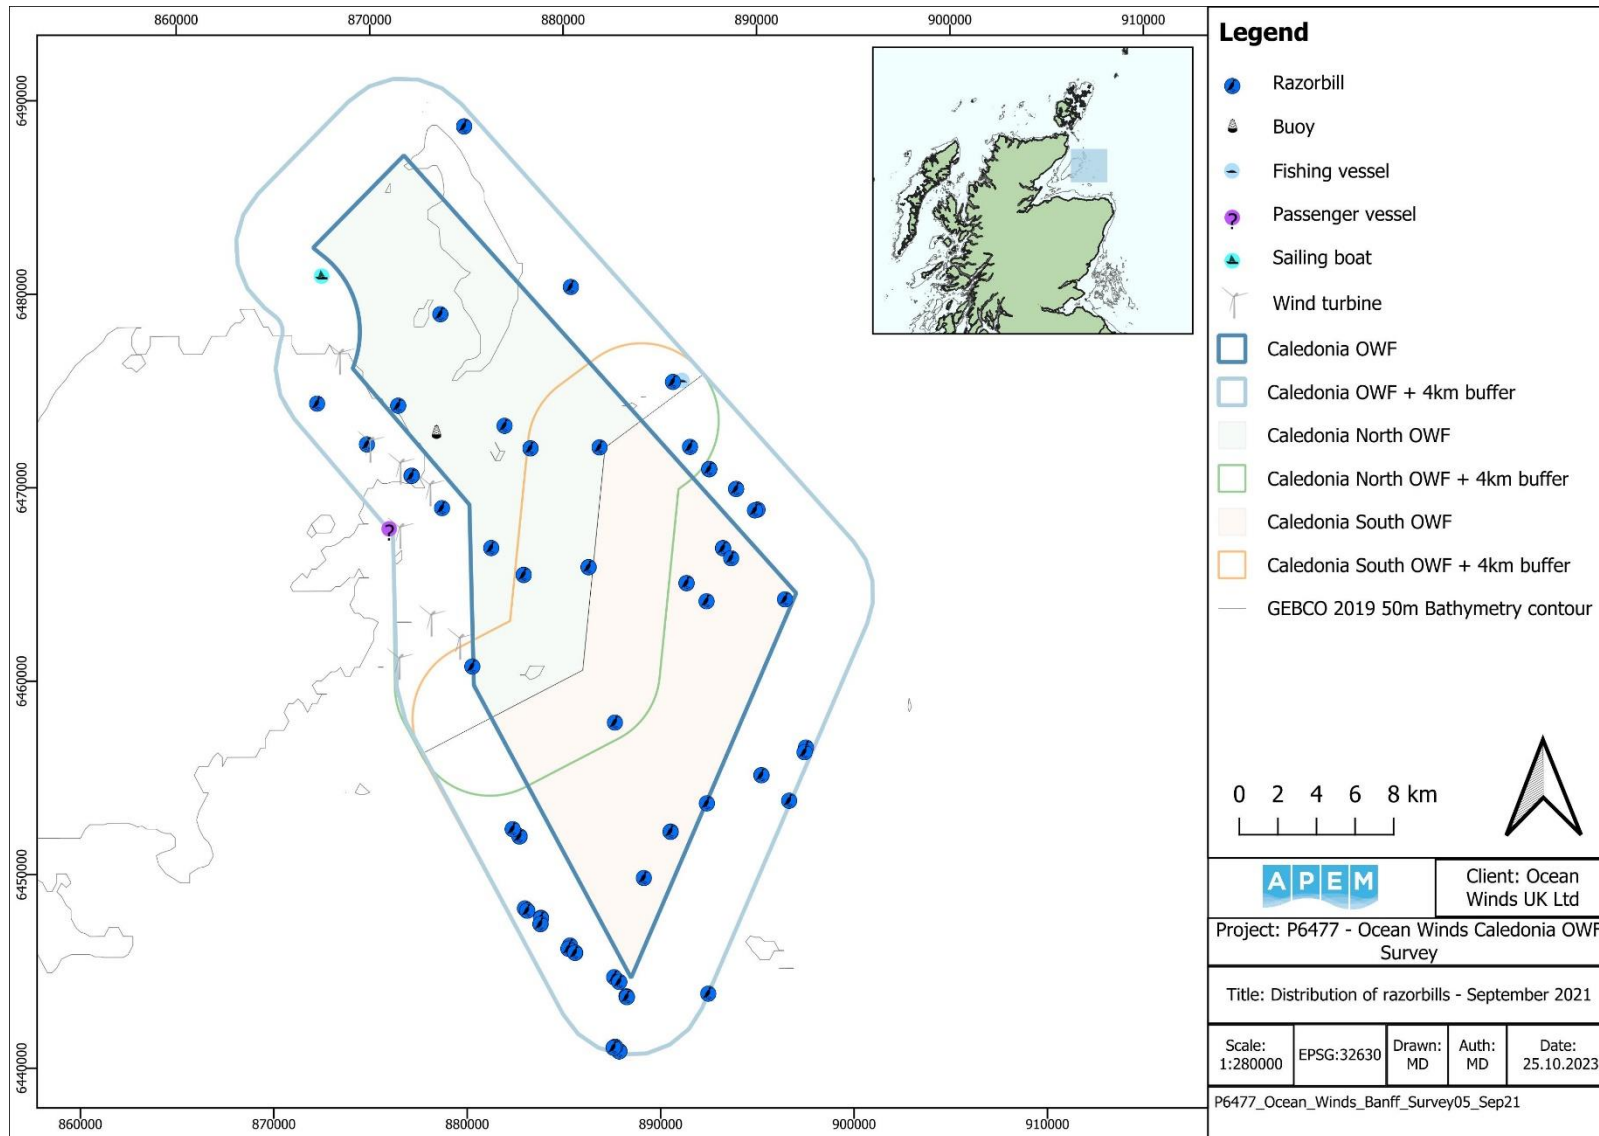 860000 870000 880000 890000 900000 910000
6490000
6480000
6470000
6460000
6450000
6440000
860000 870000 880000 890000 900000 910000
Legend
Razorbill
Buoy
Fishing vessel
Passenger vessel
Sailing boat
Wind turbine
Caledonia OWF
Caledonia OWF + 4km buffer
Caledonia North OWF
Caledonia North OWF + 4km buffer
Caledonia South OWF
Caledonia South OWF + 4km buffer
GEBCO 2019 50m Bathymetry contour
0 2 4 6 8 km
APEM
Client: Ocean
Winds UK Ltd
Project: P6477 - Ocean Winds Caledonia OWF
Survey
Title: Distribution of razorbills - September 2021
Scale:
1:280000
EPSG:32630
Drawn:
MD
Auth:
MD
Date:
25.10.2023
P6477_Ocean_Winds_Banff_Survey05_Sep21